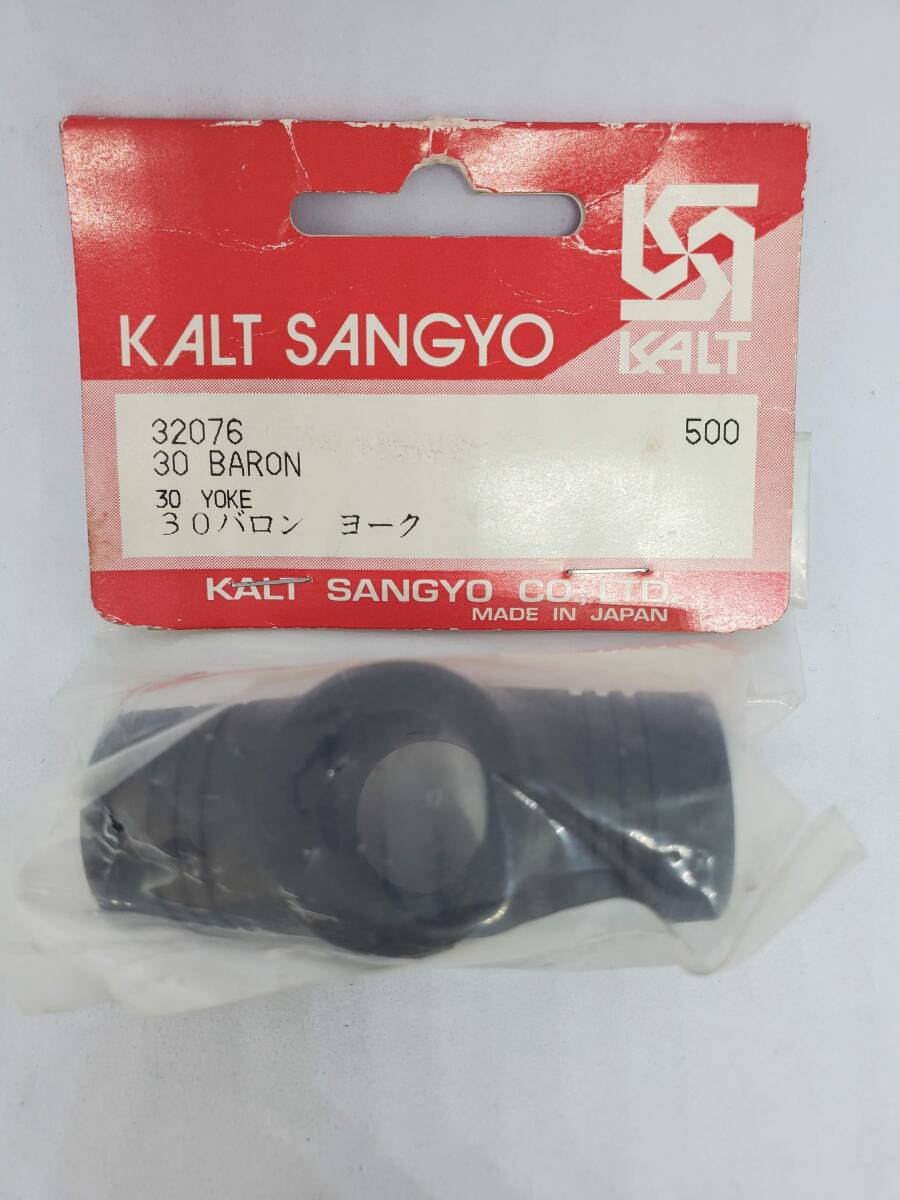 KALT SANGYO
KALT
32076 500
30 BARON
30 YOKE
30バロン ヨーク
KALT SANGYO CO.,LTD.
MADE IN JAPAN